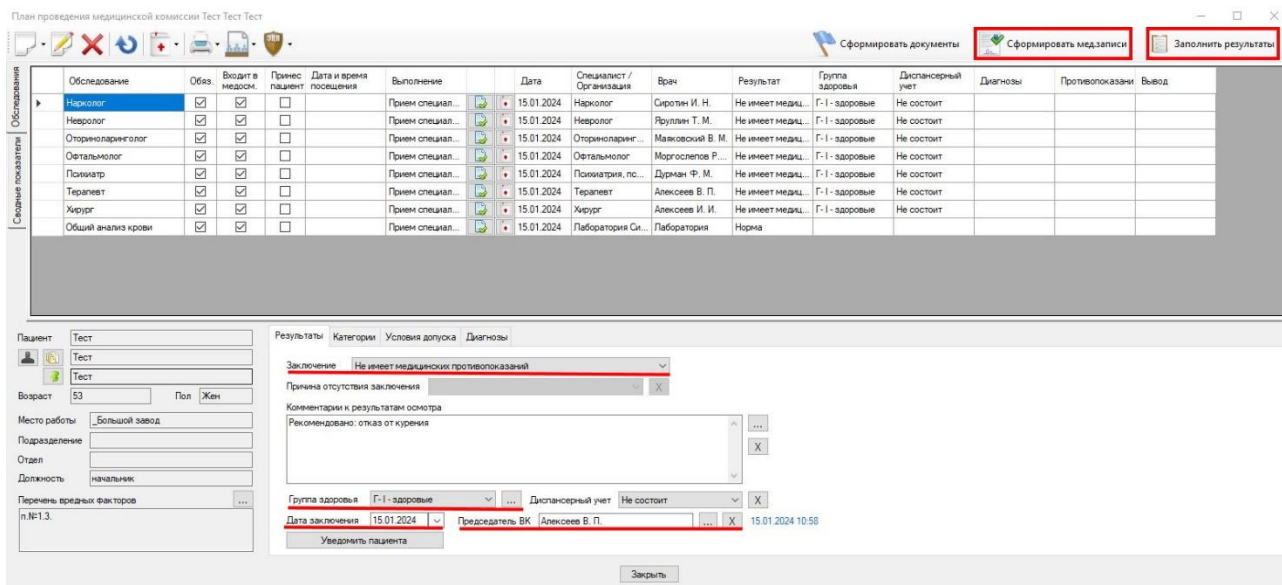 План проведения медицинской комиссии Тест Тест Тест
Сформировать документы Сформировать мед.записи Заполнить результаты
Обследования
Сводные показатели
Обследование Обяз. Входит в медосм. Принес пациент Дата и время посещения Выполнение Дата Специалист / Организация Врач Результат Группа здоровья Диспансерный учет Диагнозы Противопоказани Вывод
Нарколог Прием специал... 15.01.2024 Нарколог Сиротин И. Н. Не имеет медиц... Г- I - здоровые Не состоит
Невролог Прием специал... 15.01.2024 Невролог Яруллин Т. М. Не имеет медиц... Г- I - здоровые Не состоит
Оториноларинголог Прием специал... 15.01.2024 Оториноларинг... Маяковский В. М. Не имеет медиц... Г- I - здоровые Не состоит
Офтальмолог Прием специал... 15.01.2024 Офтальмолог Моргослепов Р.... Не имеет медиц... Г- I - здоровые Не состоит
Психиатр Прием специал... 15.01.2024 Психиатрия, пс... Дурман Ф. М. Не имеет медиц... Г- I - здоровые Не состоит
Терапевт Прием специал... 15.01.2024 Терапевт Алексеев В. П. Не имеет медиц... Г- I - здоровые Не состоит
Хирург Прием специал... 15.01.2024 Хирург Алексеев И. И. Не имеет медиц... Г- I - здоровые Не состоит
Общий анализ крови Прием специал... 15.01.2024 Лаборатория Си... Лаборатория Норма
Пациент Тест
Тест
Тест
Возраст 53 Пол Жен
Место работы _Большой завод
Подразделение
Отдел
Должность начальник
Перечень вредных факторов ...
п.№1.3.
Результаты Категории Условия допуска Диагнозы
Заключение Не имеет медицинских противопоказаний
Причина отсутствия заключения X
Комментарии к результатам осмотра
Рекомендовано: отказ от курения ...
X
Группа здоровья Г- I - здоровые ... Диспансерный учет Не состоит X
Дата заключения 15.01.2024 Председатель ВК Алексеев В. П. ... X 15.01.2024 10:58
Уведомить пациента
Закрыть